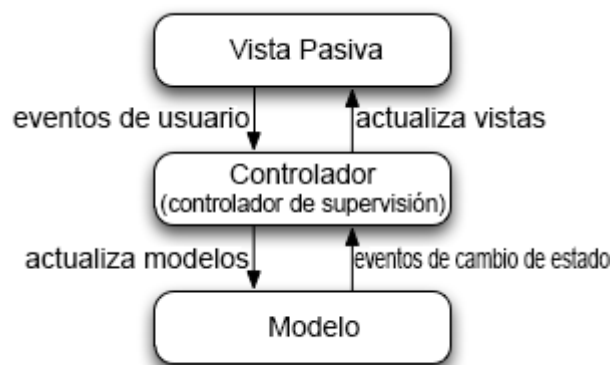 Vista Pasiva
eventos de usuario
actualiza vistas
Controlador
(controlador de supervisión)
actualiza modelos
eventos de cambio de estado
Modelo